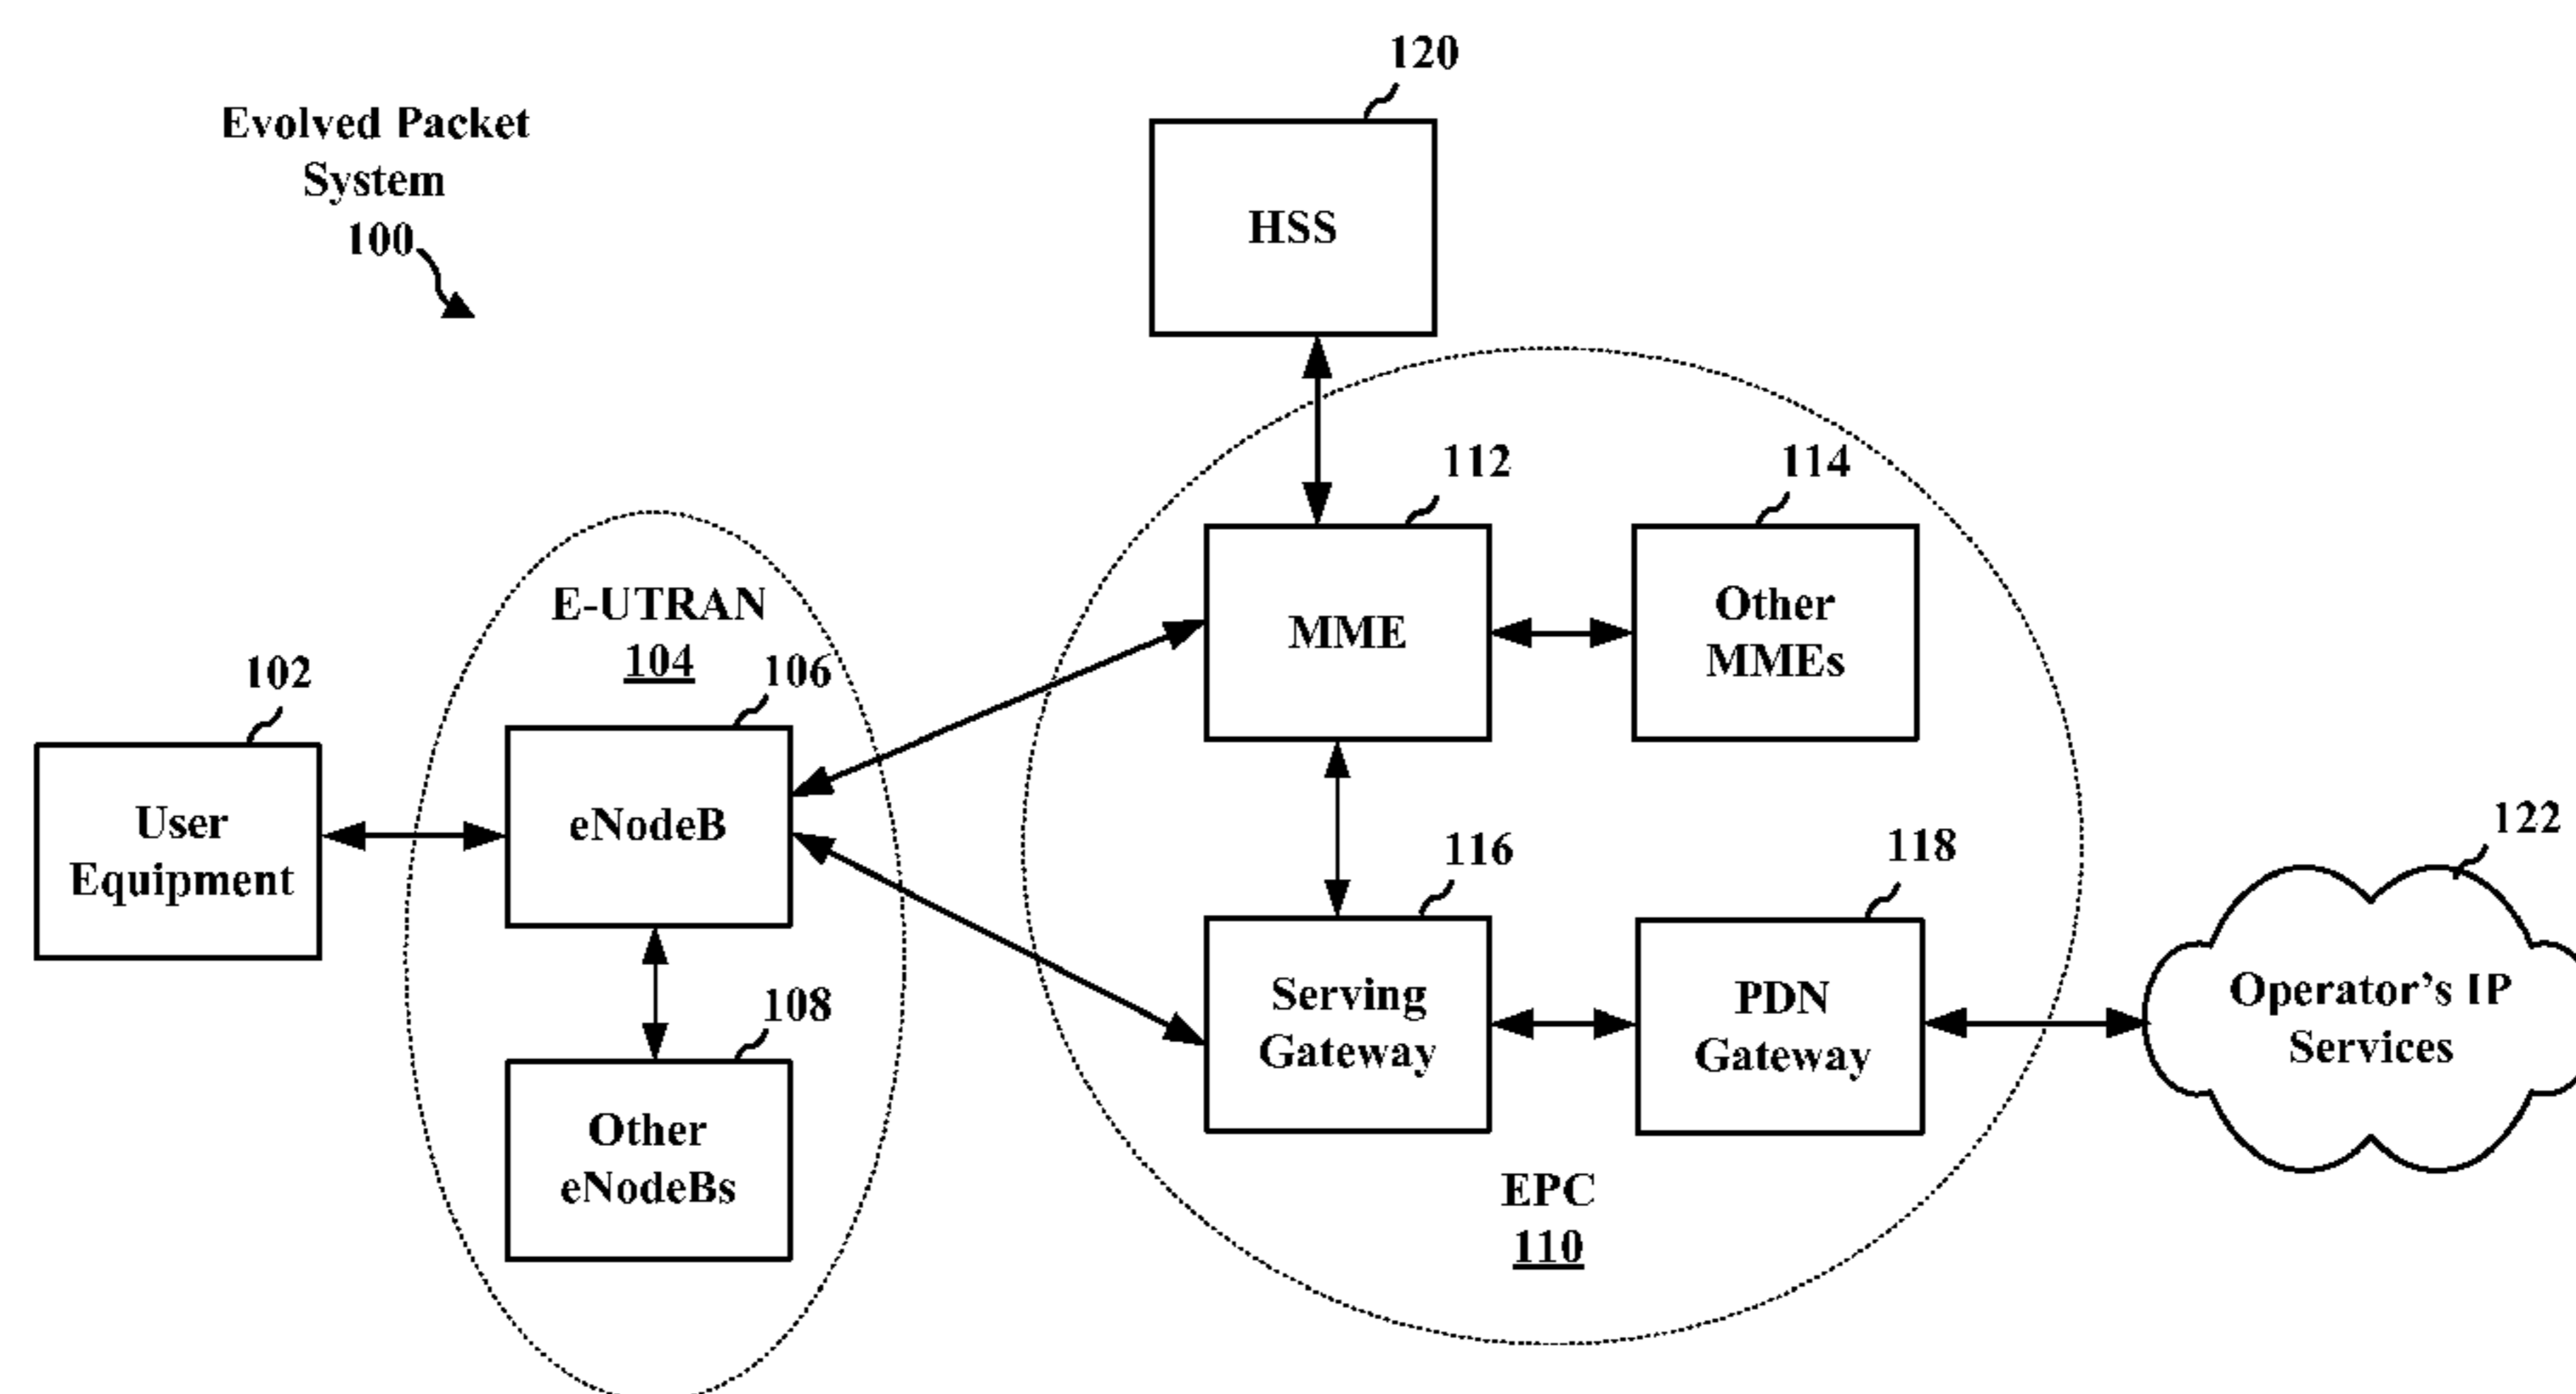 120
Evolved Packet
System
100
HSS
112
114
E-UTRAN
104
106
Other
MMEs
MME
102
User
Equipment
eNodeB
116
118
122
108
Serving
Gateway
PDN
Gateway
Operator’s IP
Services
Other
eNodeBs
EPC
110